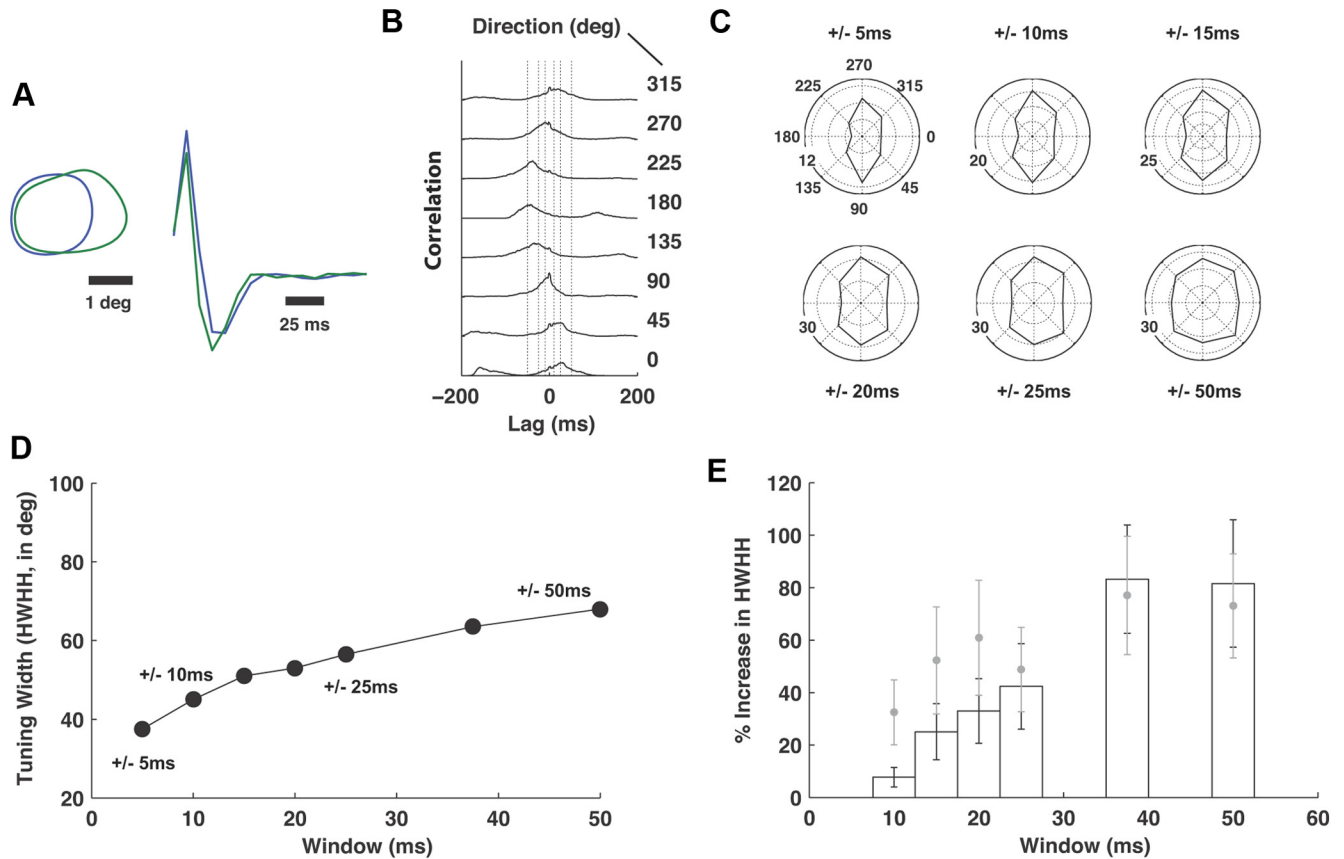 A
1 deg
25 ms
B
Direction (deg)
315
270
225
180
135
90
45
0
Correlation
−200
0
200
Lag (ms)
C
+/- 5ms
270
225
315
180
0
12
135
45
90
+/- 10ms
20
+/- 15ms
25
30
+/- 20ms
30
+/- 25ms
30
+/- 50ms
D
Tuning Width (HWHH, in deg)
100
80
60
40
20
+/- 5ms
+/- 10ms
+/- 25ms
+/- 50ms
0
10
20
30
40
50
Window (ms)
E
% Increase in HWHH
120
100
80
60
40
20
0
0
10
20
30
40
50
60
Window (ms)